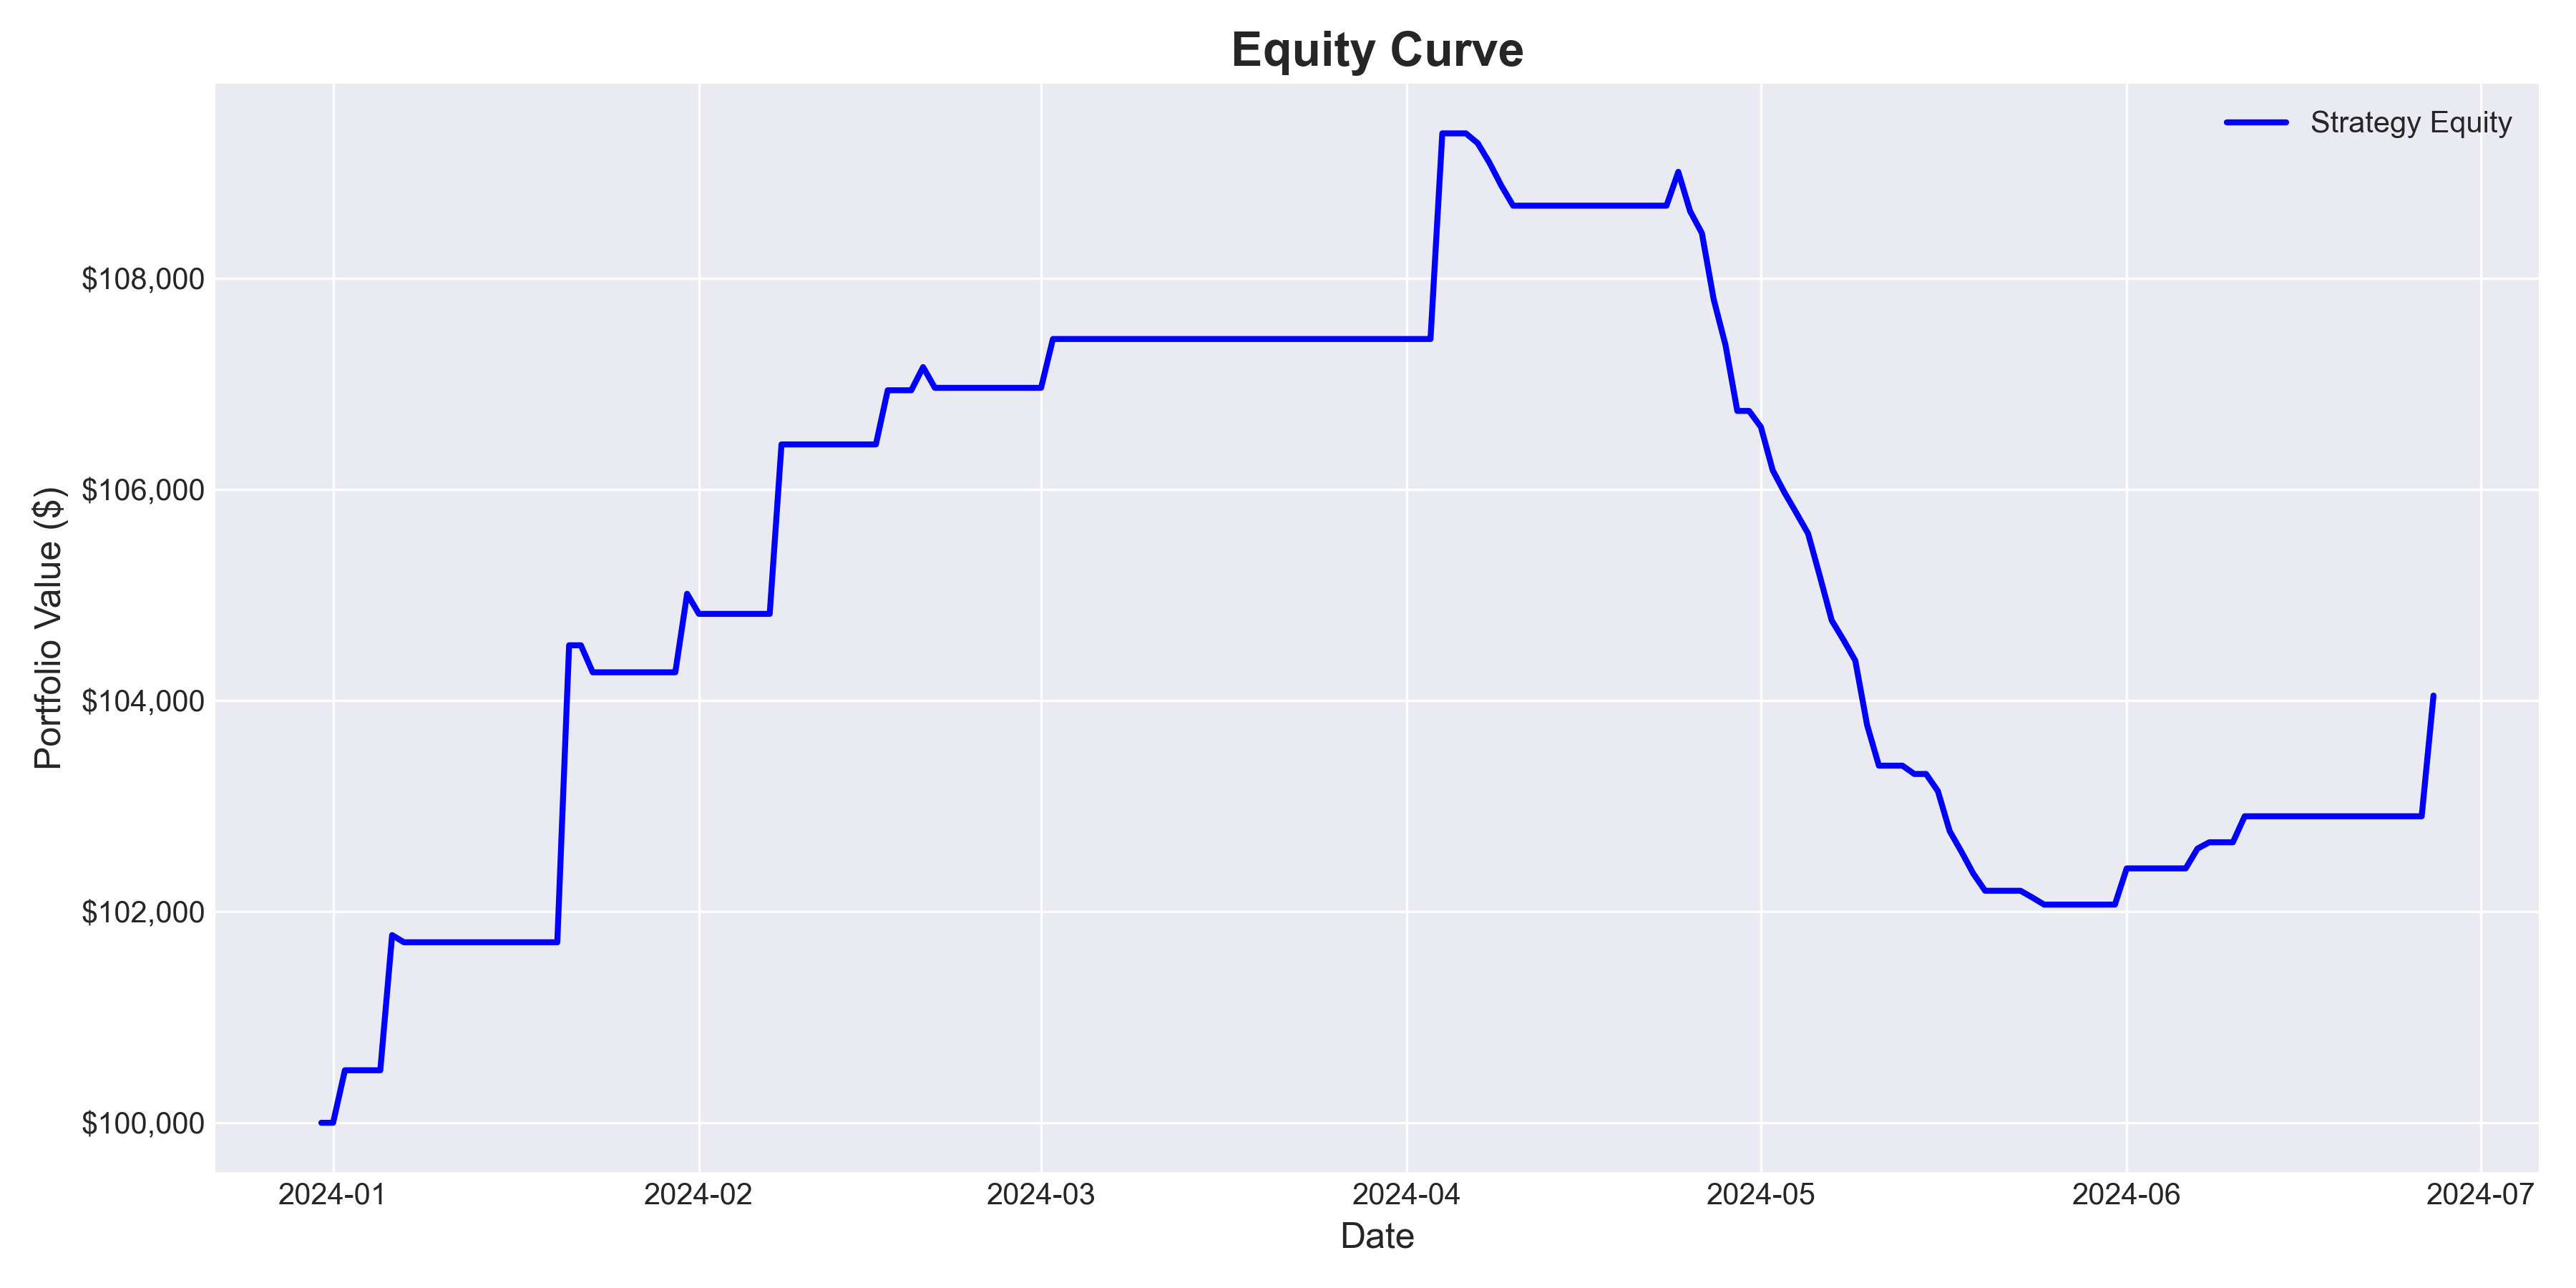 Equity Curve
Strategy Equity
Portfolio Value ($)
$108,000
$106,000
$104,000
$102,000
$100,000
2024-01 2024-02 2024-03 2024-04 2024-05 2024-06 2024-07
Date